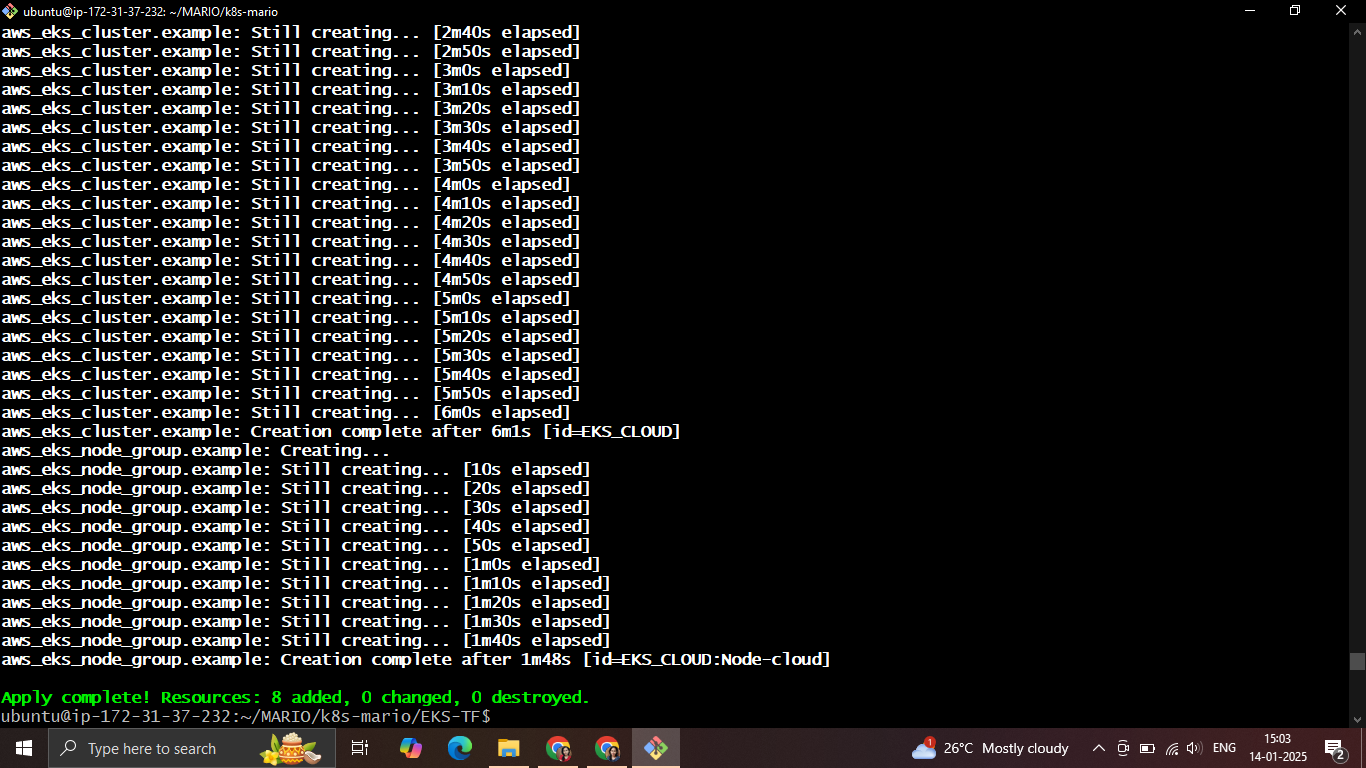 ubuntu@ip-172-31-37-232: ~/MARIO/k8s-mario
aws_eks_cluster.example: Still creating... [2m40s elapsed]
aws_eks_cluster.example: Still creating... [2m50s elapsed]
aws_eks_cluster.example: Still creating... [3m0s elapsed]
aws_eks_cluster.example: Still creating... [3m10s elapsed]
aws_eks_cluster.example: Still creating... [3m20s elapsed]
aws_eks_cluster.example: Still creating... [3m30s elapsed]
aws_eks_cluster.example: Still creating... [3m40s elapsed]
aws_eks_cluster.example: Still creating... [3m50s elapsed]
aws_eks_cluster.example: Still creating... [4m0s elapsed]
aws_eks_cluster.example: Still creating... [4m10s elapsed]
aws_eks_cluster.example: Still creating... [4m20s elapsed]
aws_eks_cluster.example: Still creating... [4m30s elapsed]
aws_eks_cluster.example: Still creating... [4m40s elapsed]
aws_eks_cluster.example: Still creating... [4m50s elapsed]
aws_eks_cluster.example: Still creating... [5m0s elapsed]
aws_eks_cluster.example: Still creating... [5m10s elapsed]
aws_eks_cluster.example: Still creating... [5m20s elapsed]
aws_eks_cluster.example: Still creating... [5m30s elapsed]
aws_eks_cluster.example: Still creating... [5m40s elapsed]
aws_eks_cluster.example: Still creating... [5m50s elapsed]
aws_eks_cluster.example: Still creating... [6m0s elapsed]
aws_eks_cluster.example: Creation complete after 6m1s [id=EKS_CLOUD]
aws_eks_node_group.example: Creating...
aws_eks_node_group.example: Still creating... [10s elapsed]
aws_eks_node_group.example: Still creating... [20s elapsed]
aws_eks_node_group.example: Still creating... [30s elapsed]
aws_eks_node_group.example: Still creating... [40s elapsed]
aws_eks_node_group.example: Still creating... [50s elapsed]
aws_eks_node_group.example: Still creating... [1m0s elapsed]
aws_eks_node_group.example: Still creating... [1m10s elapsed]
aws_eks_node_group.example: Still creating... [1m20s elapsed]
aws_eks_node_group.example: Still creating... [1m30s elapsed]
aws_eks_node_group.example: Still creating... [1m40s elapsed]
aws_eks_node_group.example: Creation complete after 1m48s [id=EKS_CLOUD:Node-cloud]
Apply complete! Resources: 8 added, 0 changed, 0 destroyed.
ubuntu@ip-172-31-37-232:~/MARIO/k8s-mario/EKS-TF$
Type here to search
1
26°C Mostly cloudy
ENG
15:03
14-01-2025
2